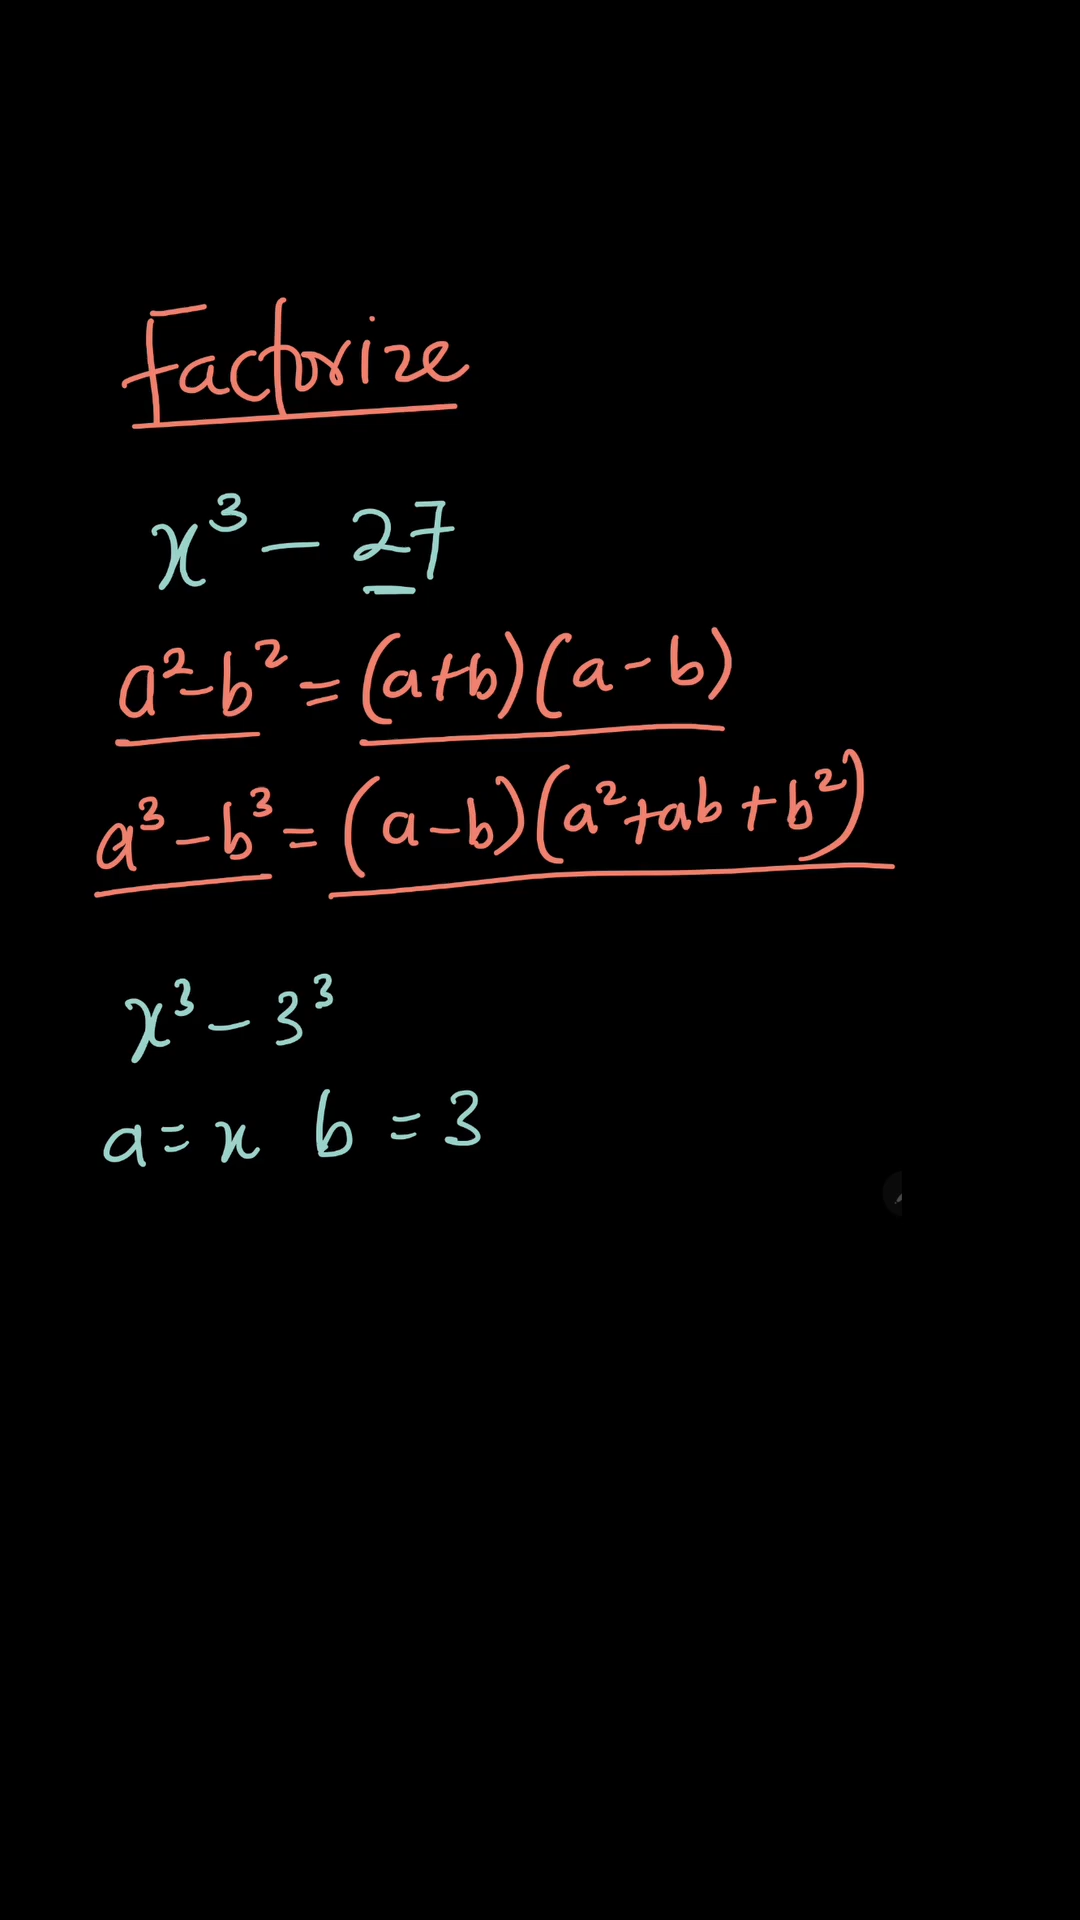 Factorize
x³ - 27
a² - b² = (a+b)(a-b)
a³ - b³ = (a-b)(a²+ab+b²)
x³ - 3³
a = x b = 3